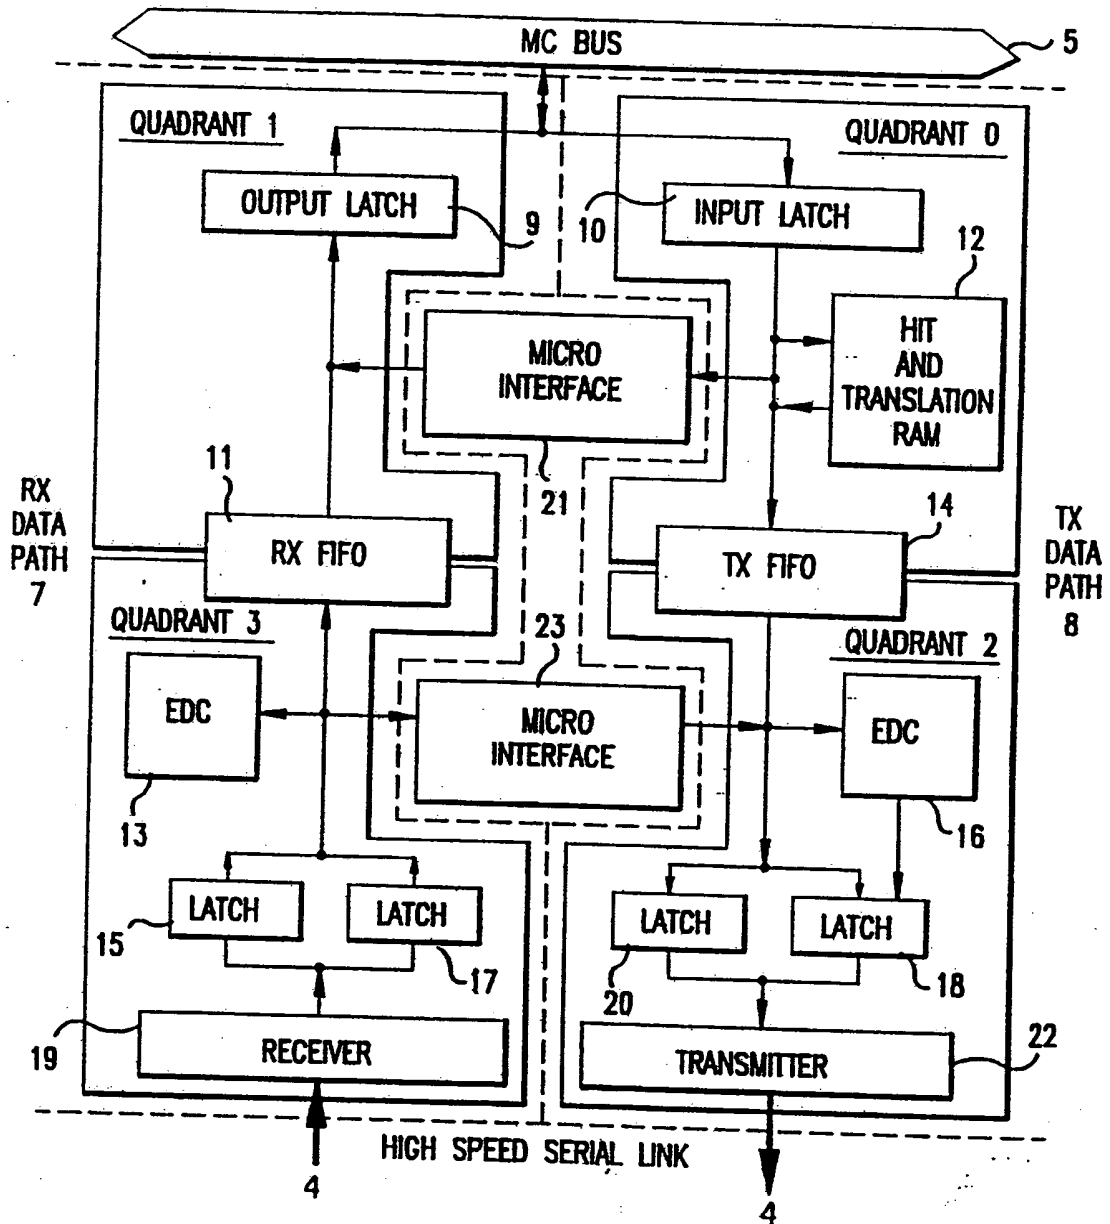 MC BUS
5
QUADRANT 1
QUADRANT 0
OUTPUT LATCH
9
10
INPUT LATCH
12
HIT
AND
TRANSLATION
RAM
MICRO
INTERFACE
21
11
RX
DATA
PATH
7
RX FIFO
14
TX FIFO
TX
DATA
PATH
8
QUADRANT 3
23
QUADRANT 2
EDC
13
MICRO
INTERFACE
EDC
16
LATCH
15
LATCH
17
LATCH
20
LATCH
18
19
RECEIVER
TRANSMITTER
22
HIGH SPEED SERIAL LINK
4
4